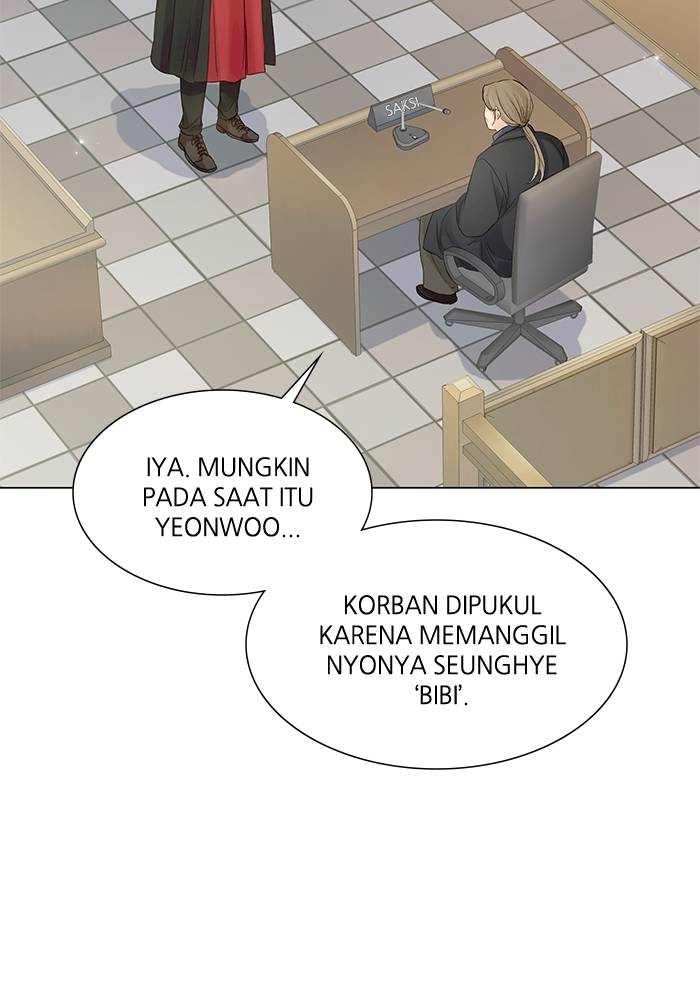 SAKSI
IYA. MUNGKIN
PADA SAAT ITU
YEONWOO...
KORBAN DIPUKUL
KARENA MEMANGGIL
NYONYA SEUNGHYE
‘BIBI’.